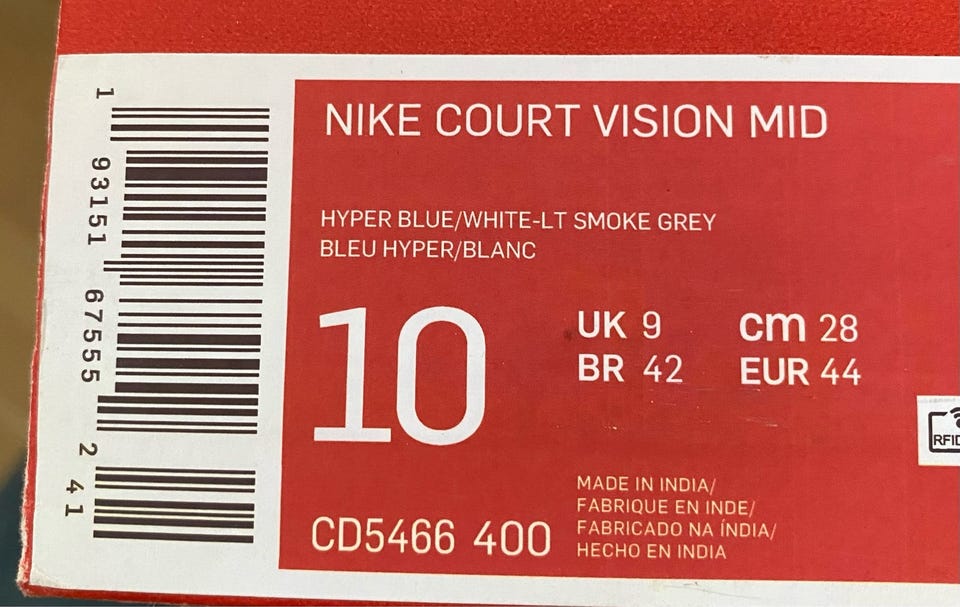 1 93151 67555 2 41
NIKE COURT VISION MID
HYPER BLUE/WHITE-LT SMOKE GREY
BLEU HYPER/BLANC
10
UK 9 cm 28
BR 42 EUR 44
CD5466 400
MADE IN INDIA/
FABRIQUE EN INDE/
FABRICADO NA ÍNDIA/
HECHO EN INDIA